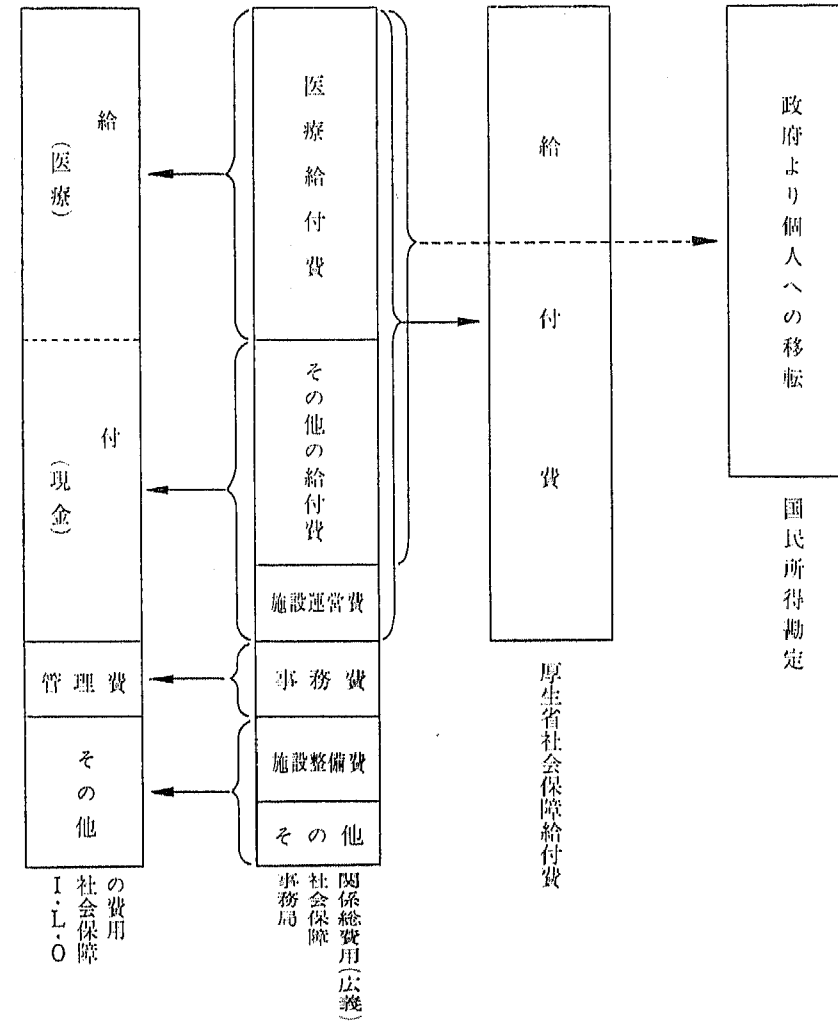 給付
(医療)
(現金)
管理費
その他
I・L・O
社会保障
の費用
医療給付費
その他の給付費
施設運営費
事務費
施設整備費
その他
事務局
社会保障
関係総費用(広義)
給付費
厚生省社会保障給付費
政府より個人への移転
国民所得勘定